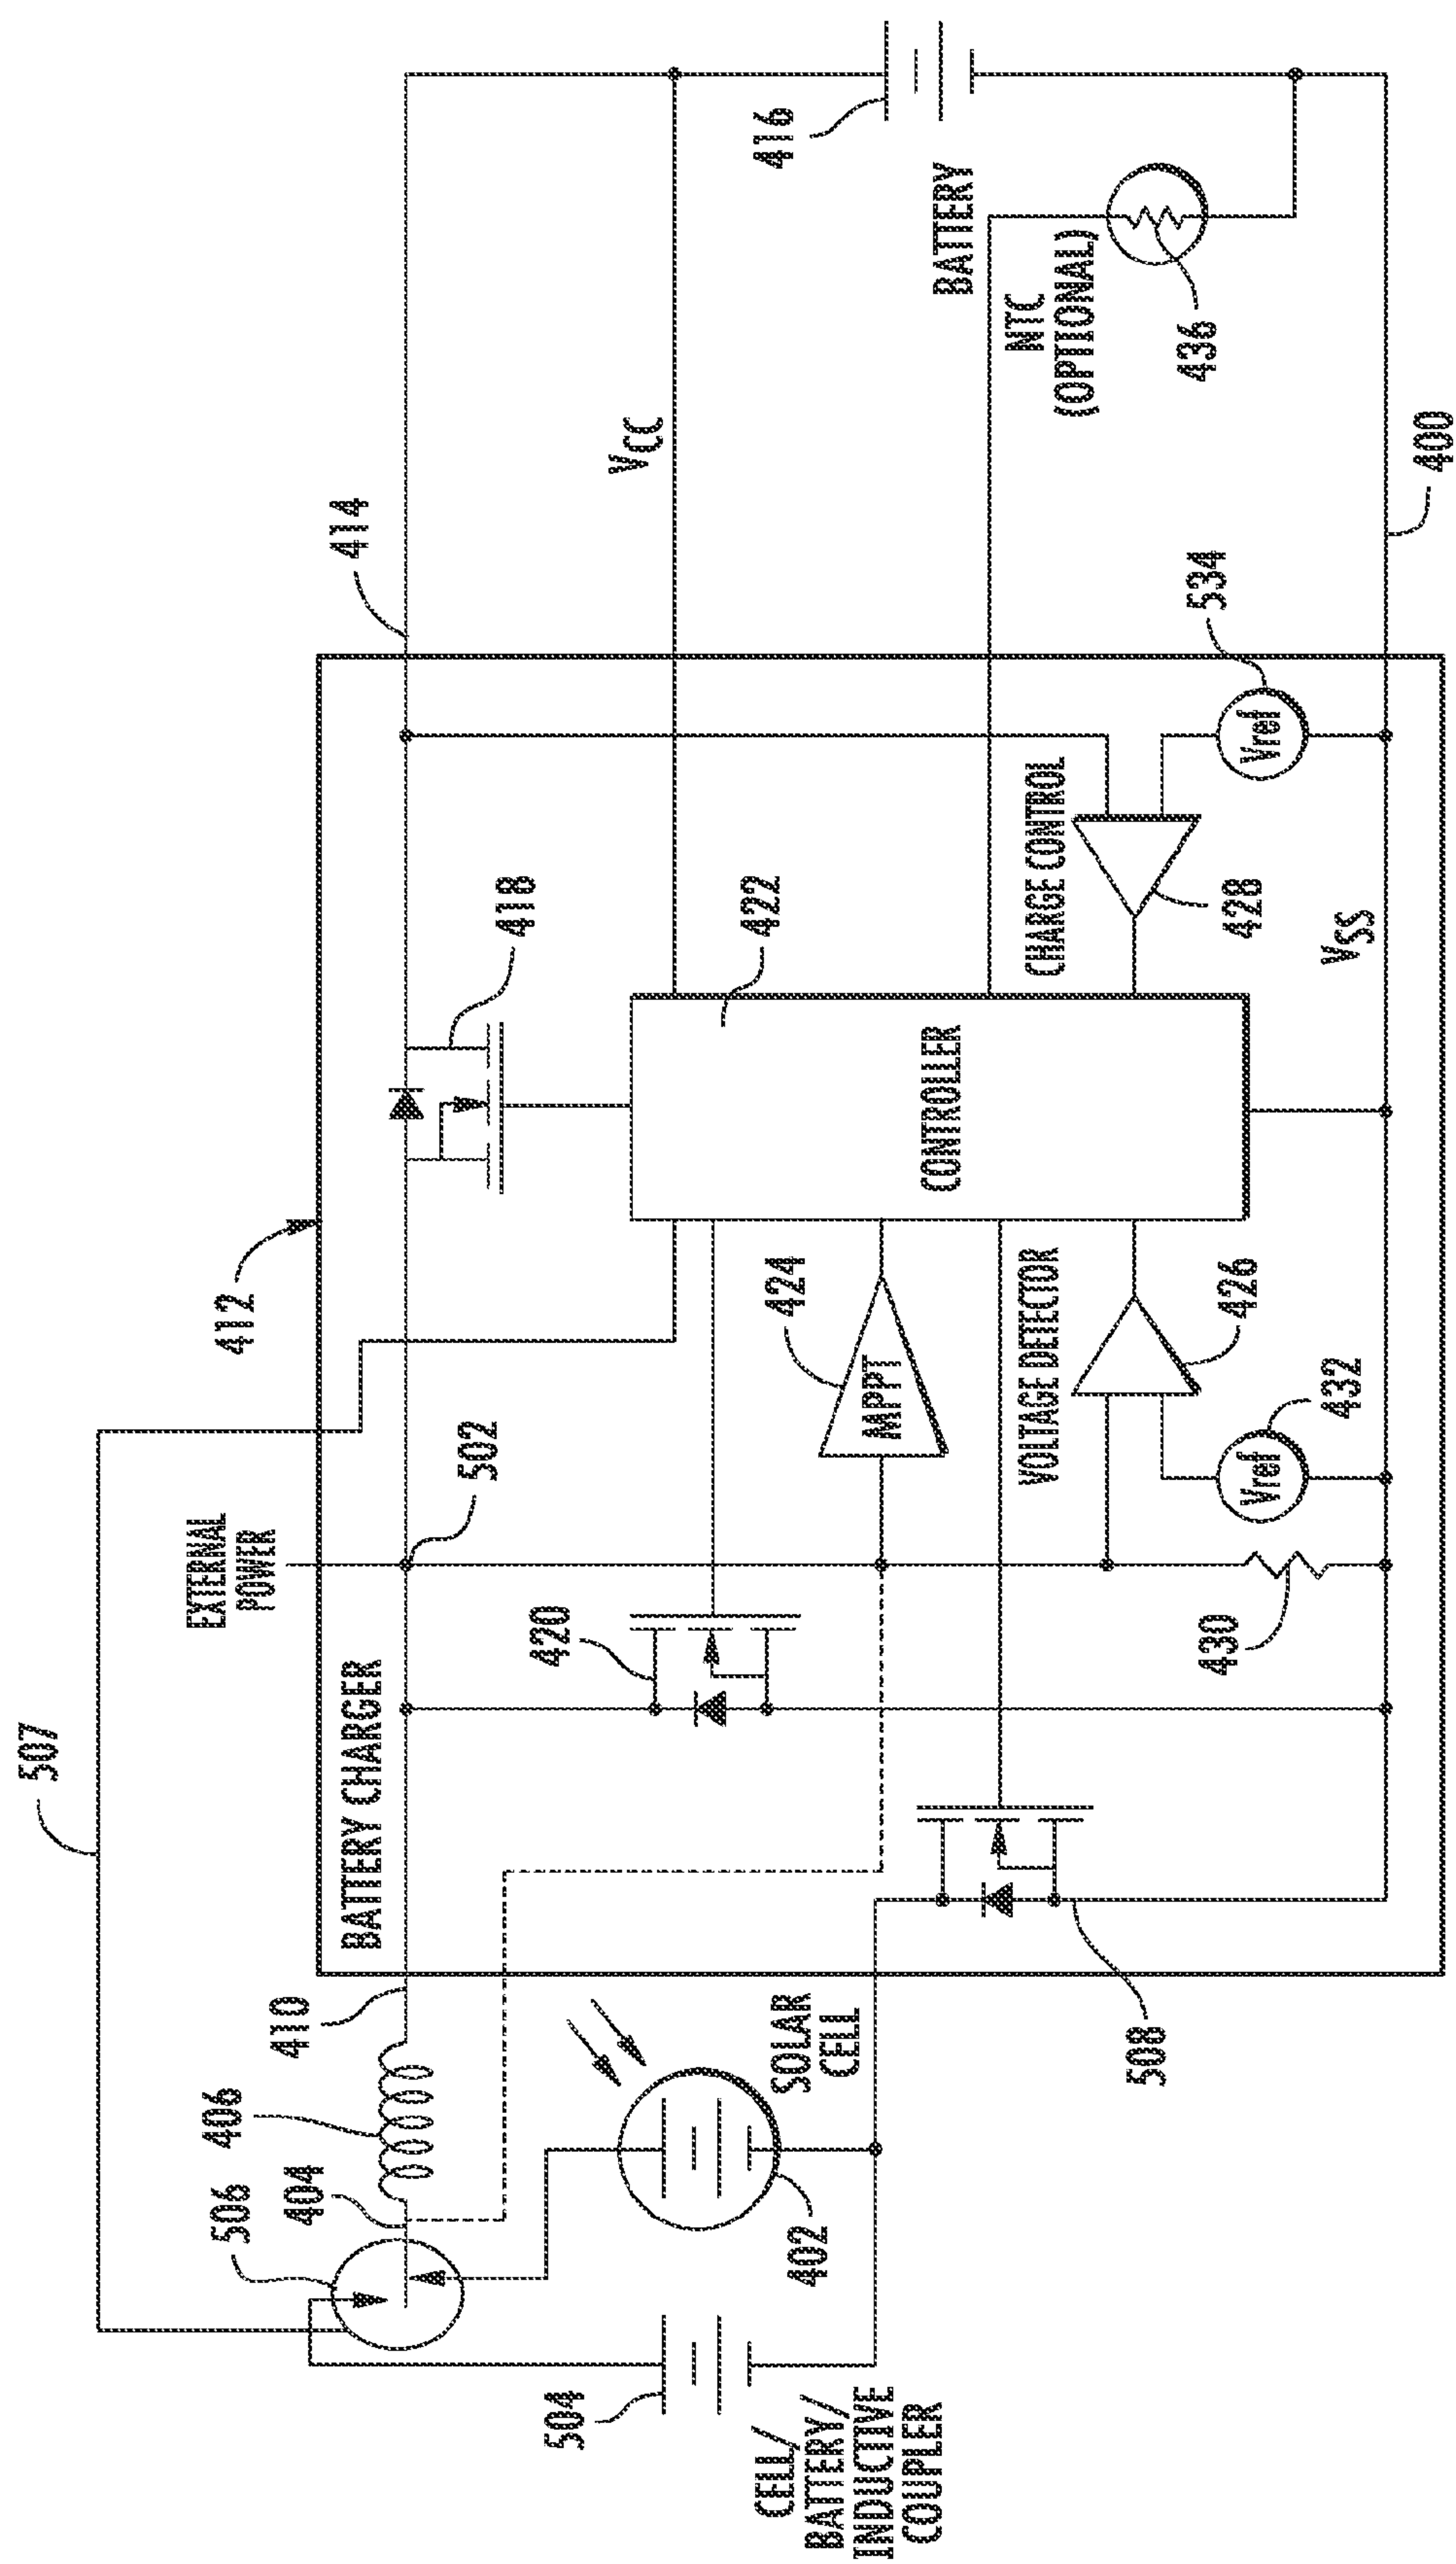 507
412
414
EXTERNAL
POWER
506
404
406
410
BATTERY CHARGER
502
418
504
CELL/
BATTERY/
INDUCTIVE
COUPLER
402
SOLAR
CELL
420
424
MPPT
422
CONTROLLER
VCC
416
BATTERY
508
VOLTAGE DETECTOR
426
430
Vref
432
CHARGE CONTROL
428
Vref
534
VSS
NTC
(OPTIONAL)
436
400